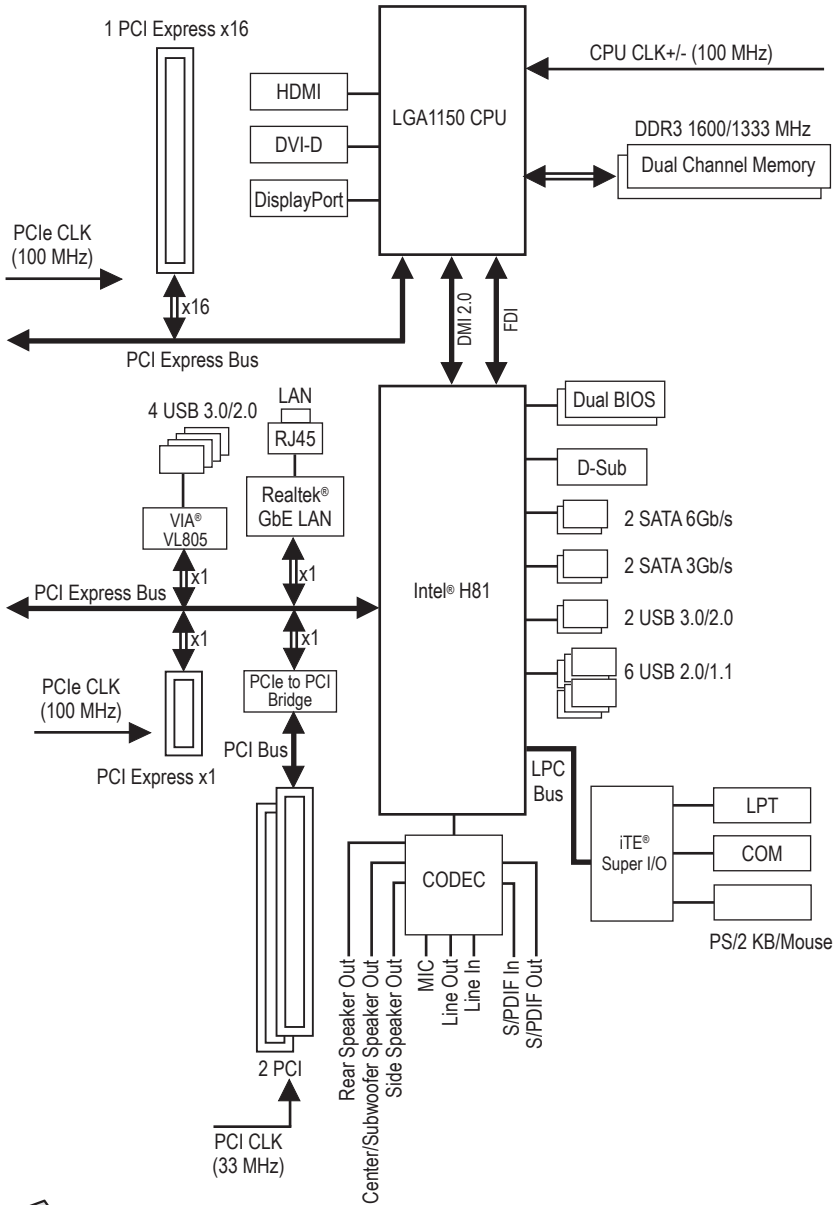 1 PCI Express x16
CPU CLK+/- (100 MHz)
HDMI
LGA1150 CPU
DDR3 1600/1333 MHz
DVI-D
Dual Channel Memory
DisplayPort
PCIe CLK
(100 MHz)
x16
DMI 2.0
FDI
PCI Express Bus
LAN
4 USB 3.0/2.0
Dual BIOS
RJ45
D-Sub
Realtek®
GbE LAN
VIA®
VL805
2 SATA 6Gb/s
x1
x1
2 SATA 3Gb/s
PCI Express Bus
Intel® H81
2 USB 3.0/2.0
x1
x1
6 USB 2.0/1.1
PCIe CLK
(100 MHz)
PCIe to PCI
Bridge
PCI Bus
LPC
Bus
PCI Express x1
LPT
iTE®
Super I/O
COM
CODEC
PS/2 KB/Mouse
Rear Speaker Out
Center/Subwoofer Speaker Out
Side Speaker Out
MIC
Line Out
Line In
S/PDIF In
S/PDIF Out
2 PCI
PCI CLK
(33 MHz)